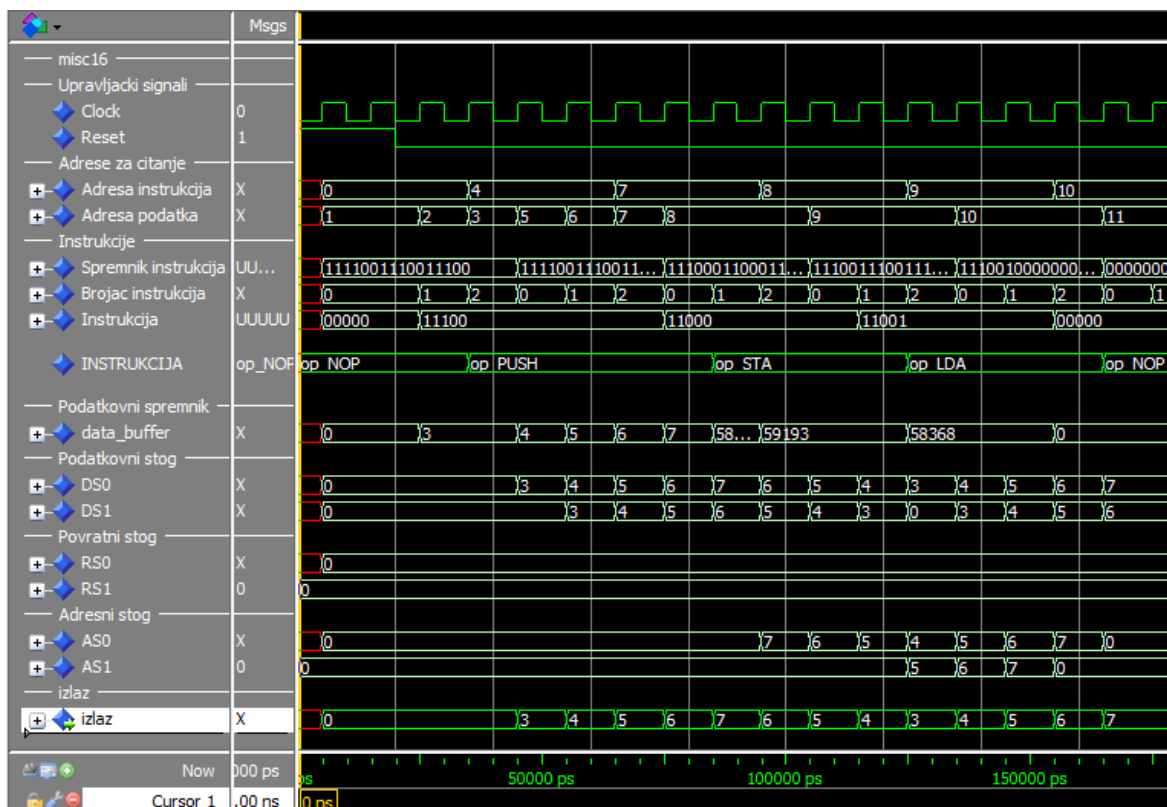 Msgs
misc16
Upravljacki signali
Clock 0
Reset 1
Adrese za citanje
Adresa instrukcija X 0 4 7 8 9 10
Adresa podatka X 1 2 3 5 6 7 8 9 10 11
Instrukcije
Spremnik instrukcija UU... 1111001110011100 1111001110011... 1110001100011... 1110011100111... 1110010000000... 0000000
Brojac instrukcija X 0 1 2 0 1 2 0 1 2 0 1 2 0 1 2 0 1
Instrukcija UUUUU 00000 11100 11000 11001 00000
INSTRUKCIJA op_NOP op_NOP op_PUSH op_STA op_LDA op_NOP
Podatkovni spremnik
data_buffer X 0 3 4 5 6 7 58... 59193 58368 0
Podatkovni stog
DS0 X 0 3 4 5 6 7 6 5 4 3 4 5 6 7
DS1 X 0 3 4 5 6 5 4 3 0 3 4 5 6
Povratni stog
RS0 X 0
RS1 0 0
Adresni stog
AS0 X 0 7 6 5 4 5 6 7 0
AS1 0 0 5 6 7 0
izlaz
izlaz X 0 3 4 5 6 7 6 5 4 3 4 5 6 7
Now 000 ps ps 50000 ps 100000 ps 150000 ps
Cursor 1 .00 ns 0 ns